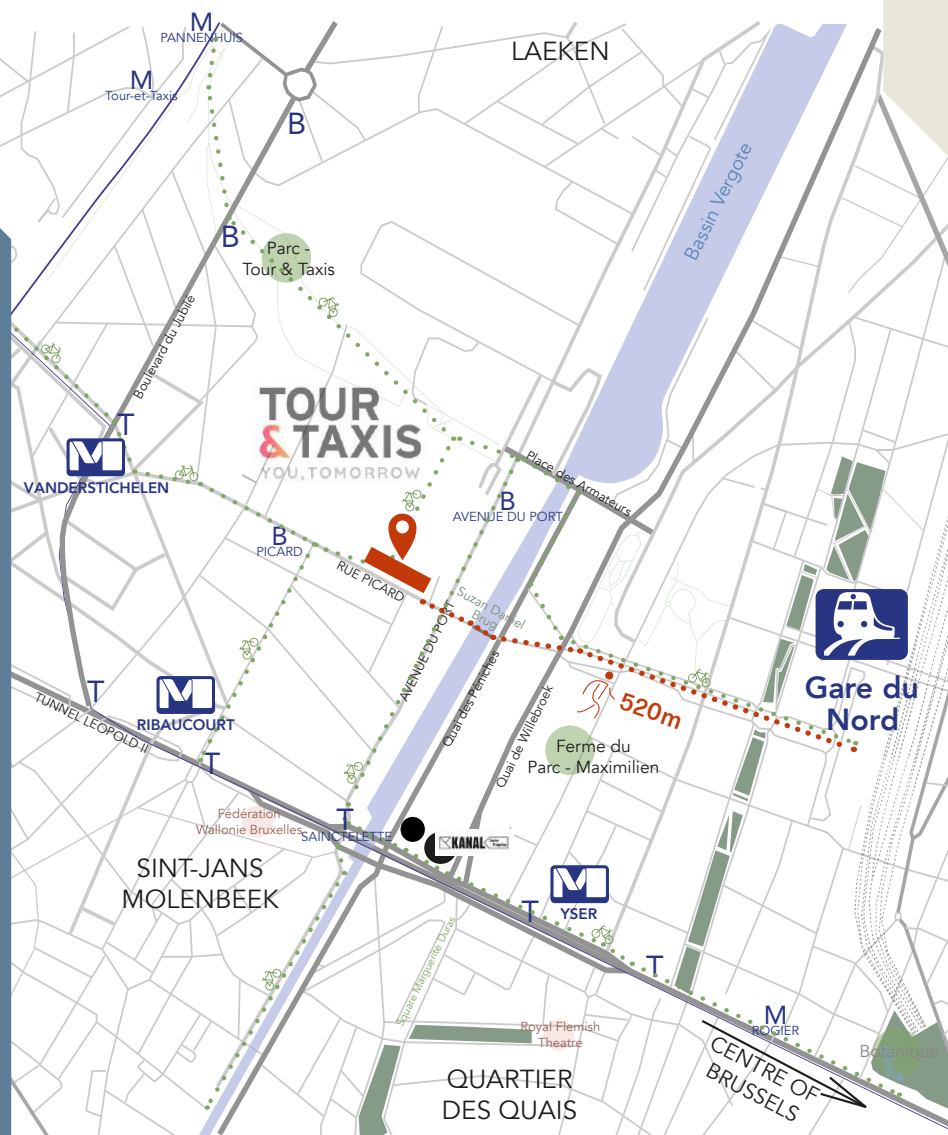 M
PANNENHUIS
LAEKEN
M
Tour-et-Taxis
B
Bassin Vergote
B
Parc -
Tour & Taxis
Boulevard du Jubilé
TOUR
& TAXIS
YOU, TOMORROW
T
M
VANDERSTICHELEN
Place des Armateurs
B
AVENUE DU PORT
B
PICARD
RUE PICARD
Suzan Daniel
Brug
AVENUE DU PORT
Quai des Péniches
Quai de Willebroek
520m
Gare du
Nord
Ferme du
Parc - Maximilien
T
M
RIBAUCOURT
TUNNEL LEOPOLD II
T
Fédération
Wallonie Bruxelles
T
SAINCTELETTE
KANAL
SINT-JANS
MOLENBEEK
M
YSER
T
T
Square Marguerite Duras
M
ROGIER
Royal Flemish
Theatre
CENTRE OF
BRUSSELS
Botanique
QUARTIER
DES QUAIS